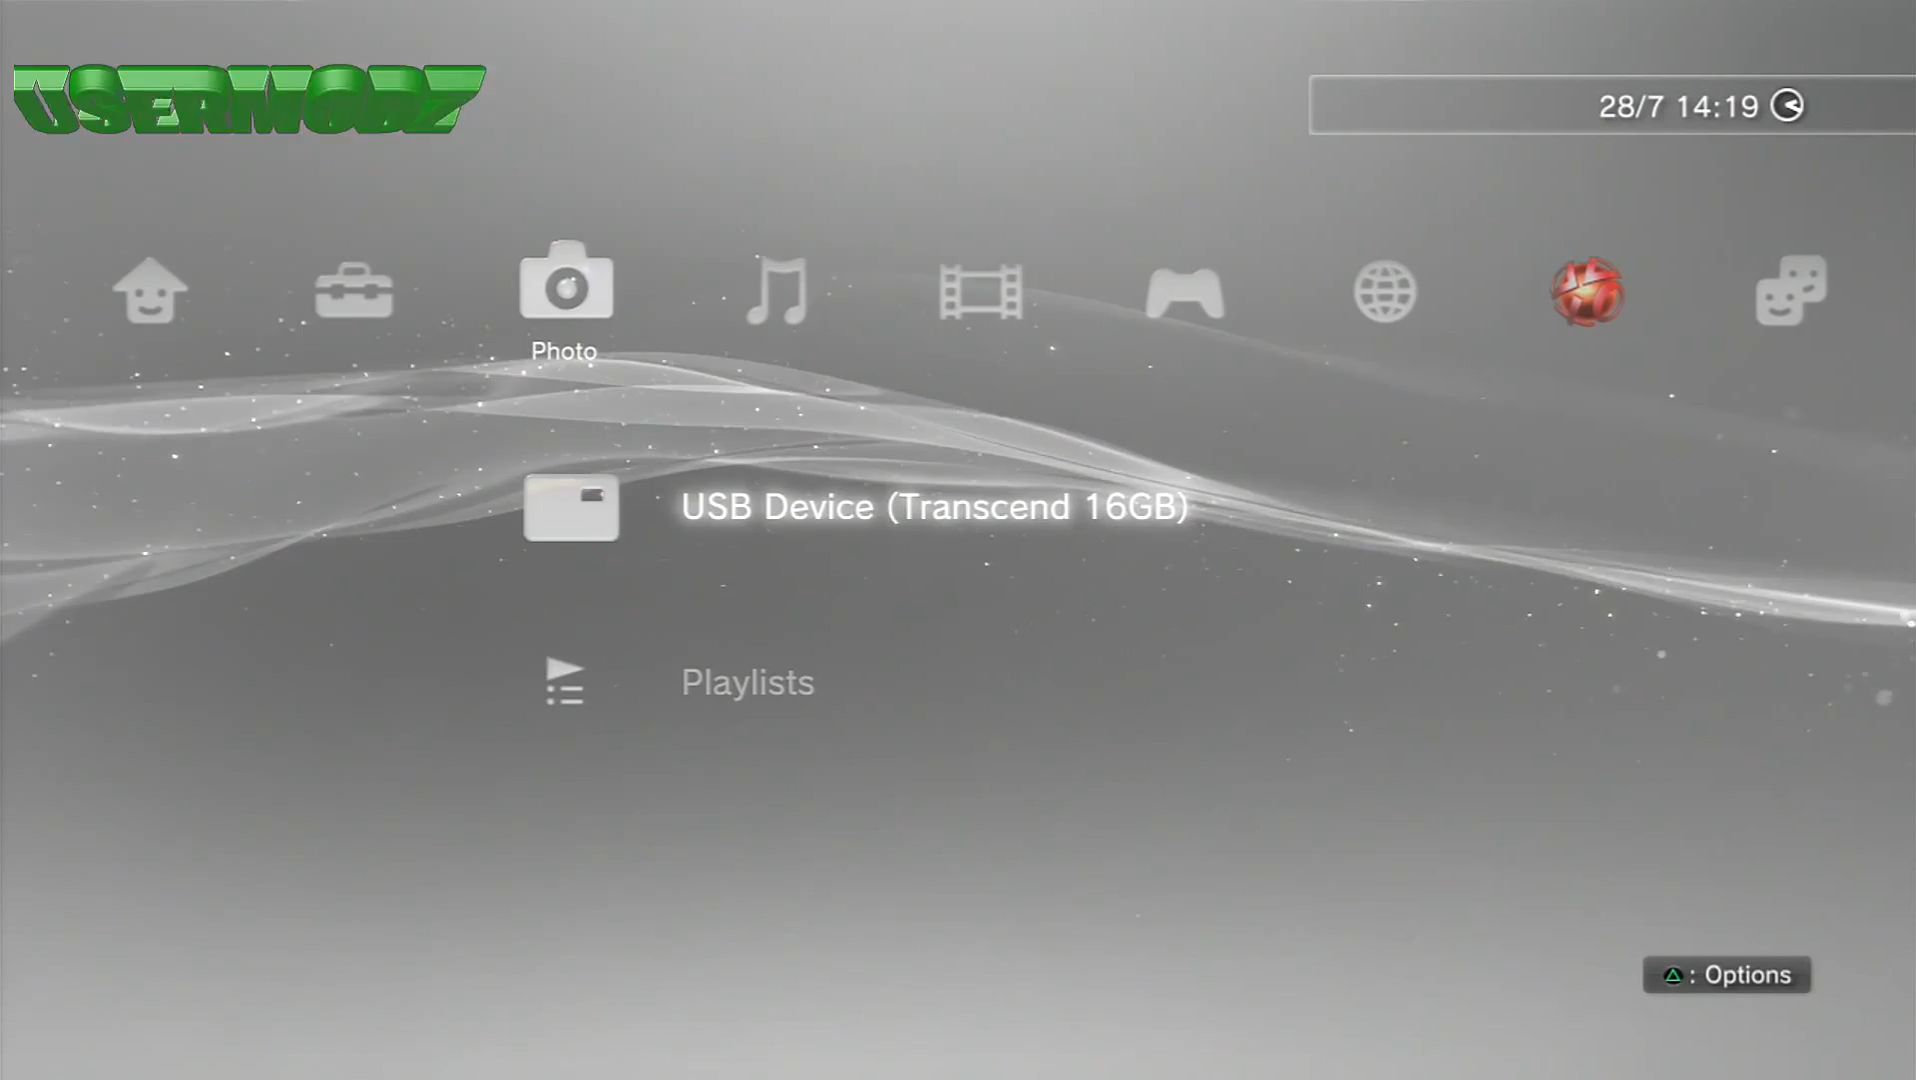 USERMODZ
28/7 14:19
Photo
USB Device (Transcend 16GB)
Playlists
: Options